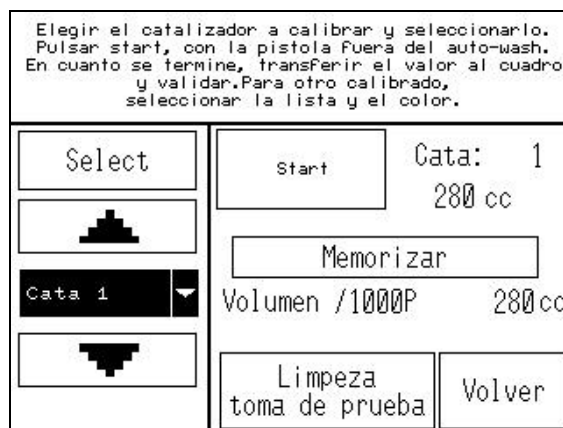 Elegir el catalizador a calibrar y seleccionarlo.
Pulsar start, con la pistola fuera del auto-wash.
En cuanto se termine, transferir el valor al cuadro
y validar.Para otro calibrado,
seleccionar la lista y el color.
Select
Start
Cata: 1
280 cc
Memorizar
Cata 1
Volumen /1000P 280cc
Limpeza
toma de prueba
Volver